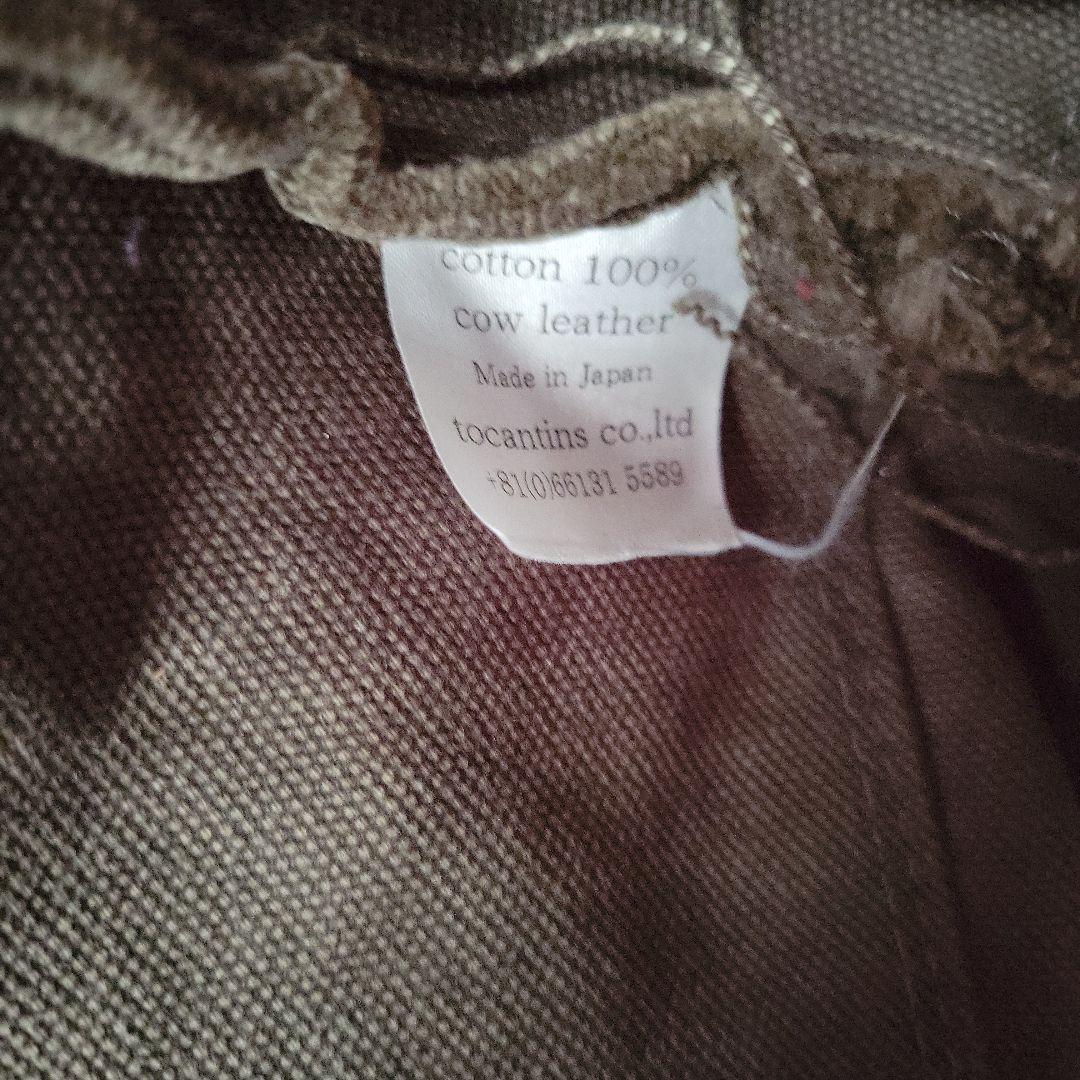 cotton 100%
cow leather
Made in Japan
tocantins co.,ltd
+81(0)66131 5589